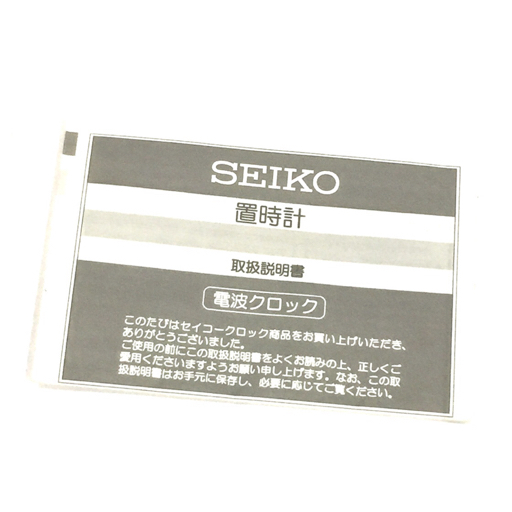 SEIKO
置時計
取扱説明書
電波クロック
このたびはセイコークロック商品をお買い上げいただき、
ありがとうございました。
ご使用の前にこの取扱説明書をよくお読みの上、正しくご
愛用くださいますようお願い申し上げます。なお、この取
扱説明書はお手元に保存し、必要に応じてご覧ください。